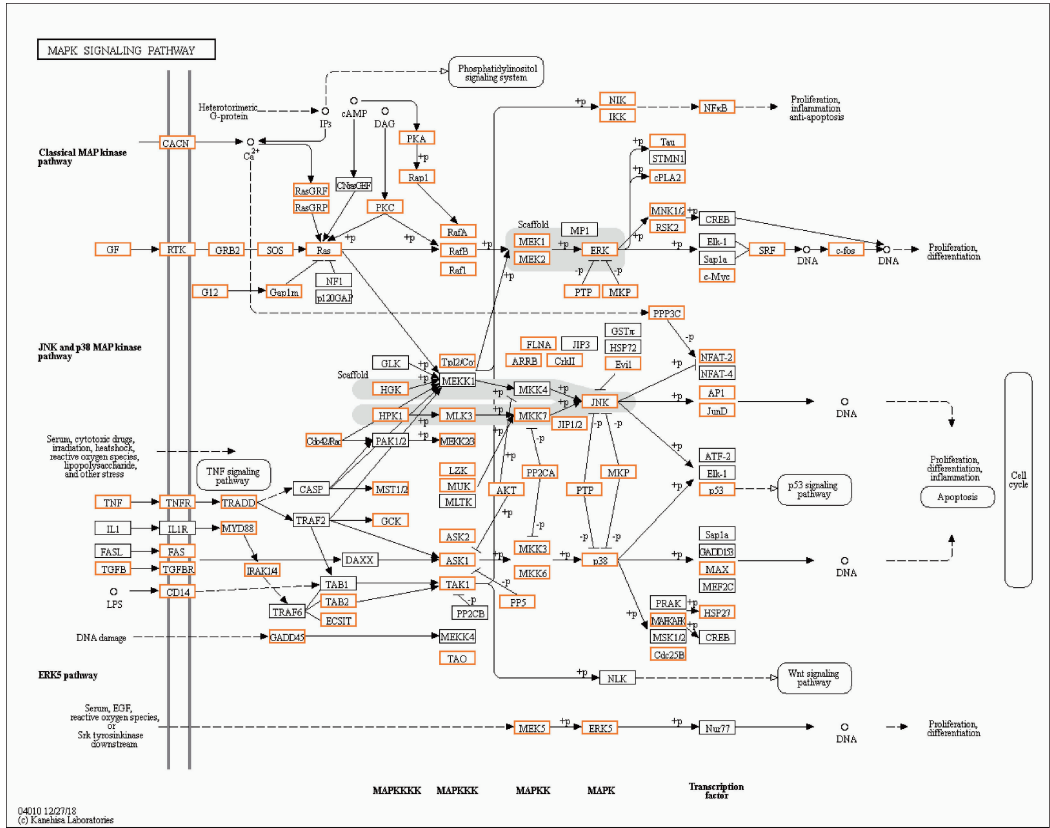 MAPK SIGNALING PATHWAY
Phosphatidylinositol
signaling system
Heterotorimeric
G-protein
IP3
cAMP
DAG
NIK
IKK
+p
NFκB
Proliferation,
inflammation
anti-apoptosis
CACN
Ca2+
PKA
+p
Rap1
Classical MAP kinase
pathway
RasGRF
RasGRP
CNrasGEF
PKC
+p
Tau
STMN1
+p
cPLA2
RafA
RafB
Raf1
Scaffold
MEK1
MEK2
MP1
ERK
MNK1/2
RSK2
+p
CREB
GF
RTK
GRB2
SOS
Ras
+p
+p
+p
+p
+p
+p
+p
Elk-1
Sap1a
c-Myc
SRF
DNA
c-fos
DNA
Proliferation,
differentiation
G12
Gap1m
NF1
p120GAP
-p
-p
PTP
MKP
+p
PPP3C
-p
JNK and p38 MAP kinase
pathway
GLK
Tpl2/Cot
MEKK1
FLNA
JIP3
ARRB
CrkII
GSTπ
HSP72
Evi1
NFAT-2
NFAT-4
Scaffold
HGK
+p
MKK4
+p
JNK
+p
AP1
JunD
DNA
HPK1
+p
MLK3
+p
MKK7
+p
JIP1/2
Cdc42/Rac
PAK1/2
+p
MEKK2/3
+p
-p
-p
-p
Serum, cytotoxic drugs,
irradiation, heatshock,
reactive oxygen species,
lipopolysaccharide,
and other stress
TNF signaling
pathway
LZK
MUK
MLTK
PP2CA
MKP
AKT
PTP
+p
ATF-2
Elk-1
p53
p53 signaling
pathway
Proliferation,
differentiation,
inflammation
Apoptosis
Cell
cycle
CASP
MST1/2
TNF
TNFR
TRADD
TRAF2
GCK
IL1
IL1R
MYD88
ASK2
+p
-p
-p
-p
FASL
FAS
DAXX
ASK1
+p
MKK3
MKK6
+p
p38
+p
Sap1a
GADD153
MAX
MEF2C
DNA
TGFB
TGFBR
IRAK1/4
LPS
CD14
TAB1
TAB2
ECSIT
TRAF6
TAK1
-p
PP2CB
-p
PP5
PRAK
+p
MAPKAPK
MSK1/2
+p
Cdc25B
HSP27
CREB
DNA damage
GADD45
MEKK4
TAO
ERK5 pathway
+p
NLK
Wnt signaling
pathway
Serum, EGF,
reactive oxygen species,
or
Srk tyrosinkinase
downstream
MEK5
+p
ERK5
+p
Nur77
DNA
Proliferation,
differentiation
MAPKKKK
MAPKKK
MAPKK
MAPK
Transcription
factor
04010 12/27/18
(c) Kanehisa Laboratories